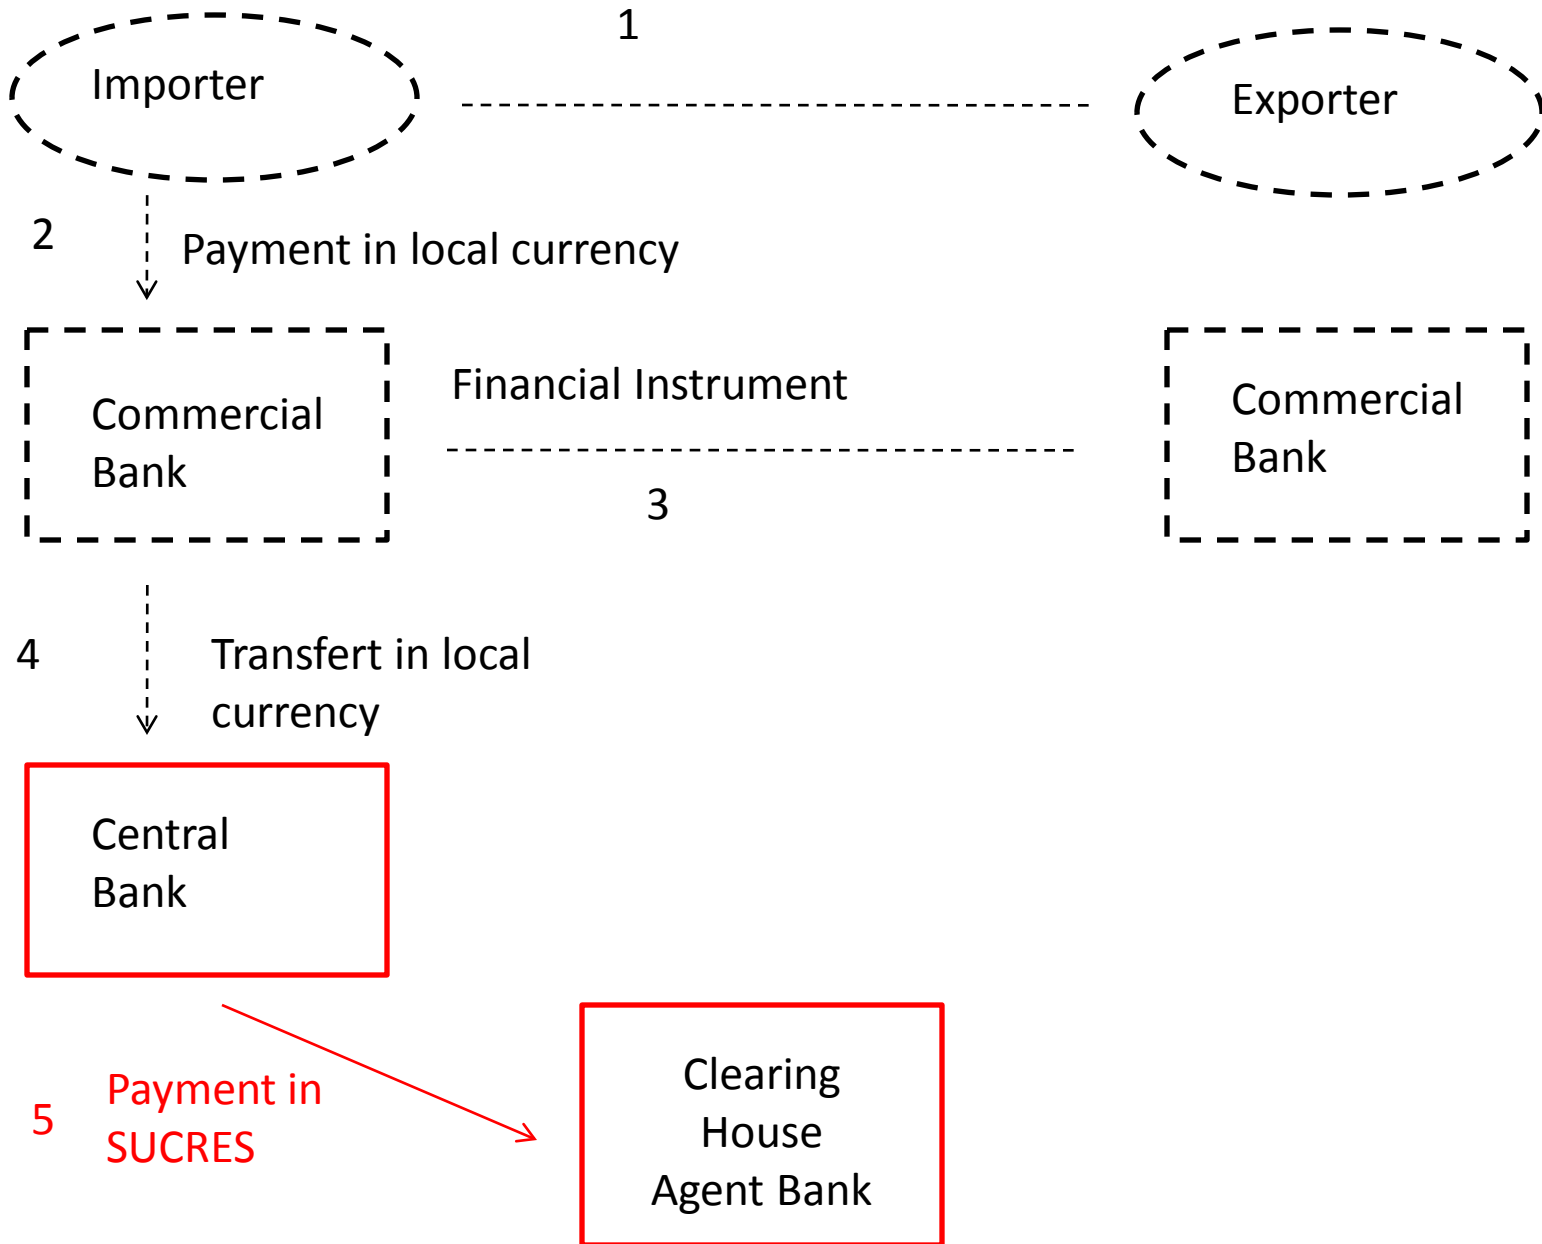 1
Importer
Exporter
2
Payment in local currency
Financial Instrument
Commercial
Bank
Commercial
Bank
3
4
Transfert in local
currency
Central
Bank
5
Payment in
SUCRES
Clearing
House
Agent Bank